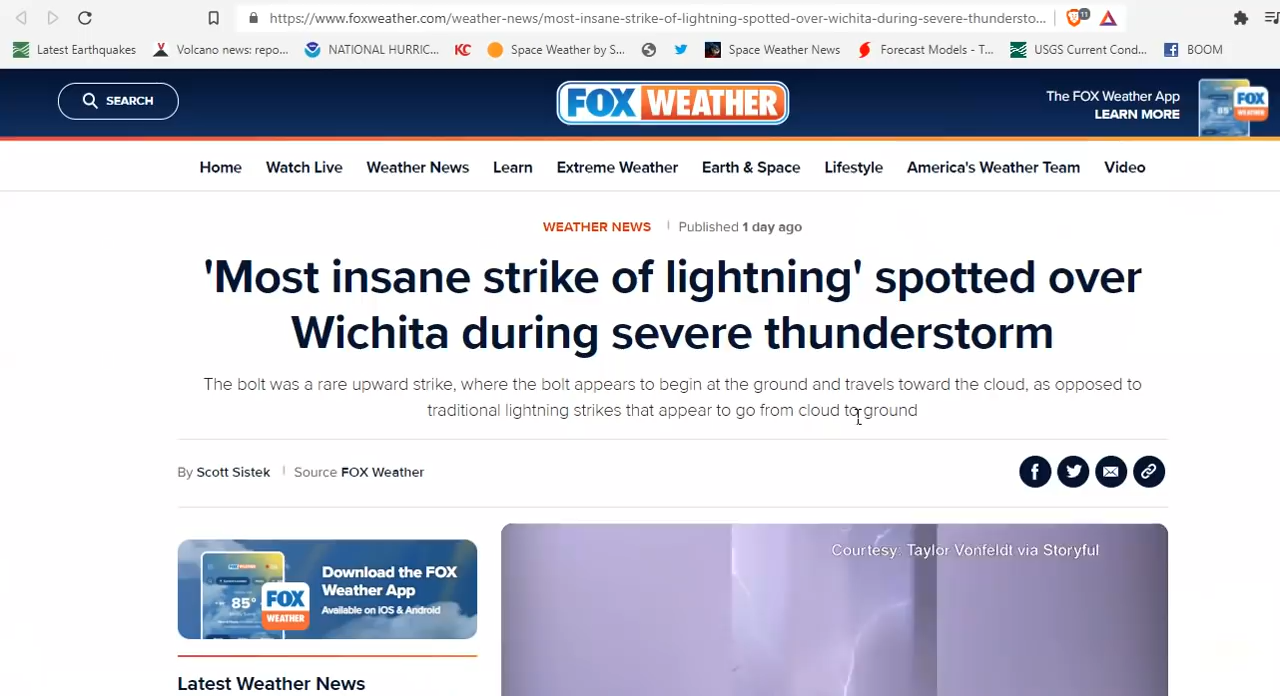 https://www.foxweather.com/weather-news/most-insane-strike-of-lightning-spotted-over-wichita-during-severe-thundersto...
11
Latest Earthquakes
Volcano news: repo...
NATIONAL HURRIC...
KC
Space Weather by S...
Space Weather News
Forecast Models - T...
USGS Current Cond...
BOOM
SEARCH
FOX WEATHER
The FOX Weather App
LEARN MORE
85°
FOX
WEATHER
Home
Watch Live
Weather News
Learn
Extreme Weather
Earth & Space
Lifestyle
America's Weather Team
Video
WEATHER NEWS
Published 1 day ago
'Most insane strike of lightning' spotted over
Wichita during severe thunderstorm
The bolt was a rare upward strike, where the bolt appears to begin at the ground and travels toward the cloud, as opposed to
traditional lightning strikes that appear to go from cloud to ground
By Scott Sistek
Source FOX Weather
Download the FOX
Weather App
Available on iOS & Android
85°
FOX
WEATHER
Courtesy: Taylor Vonfeldt via Storyful
Latest Weather News